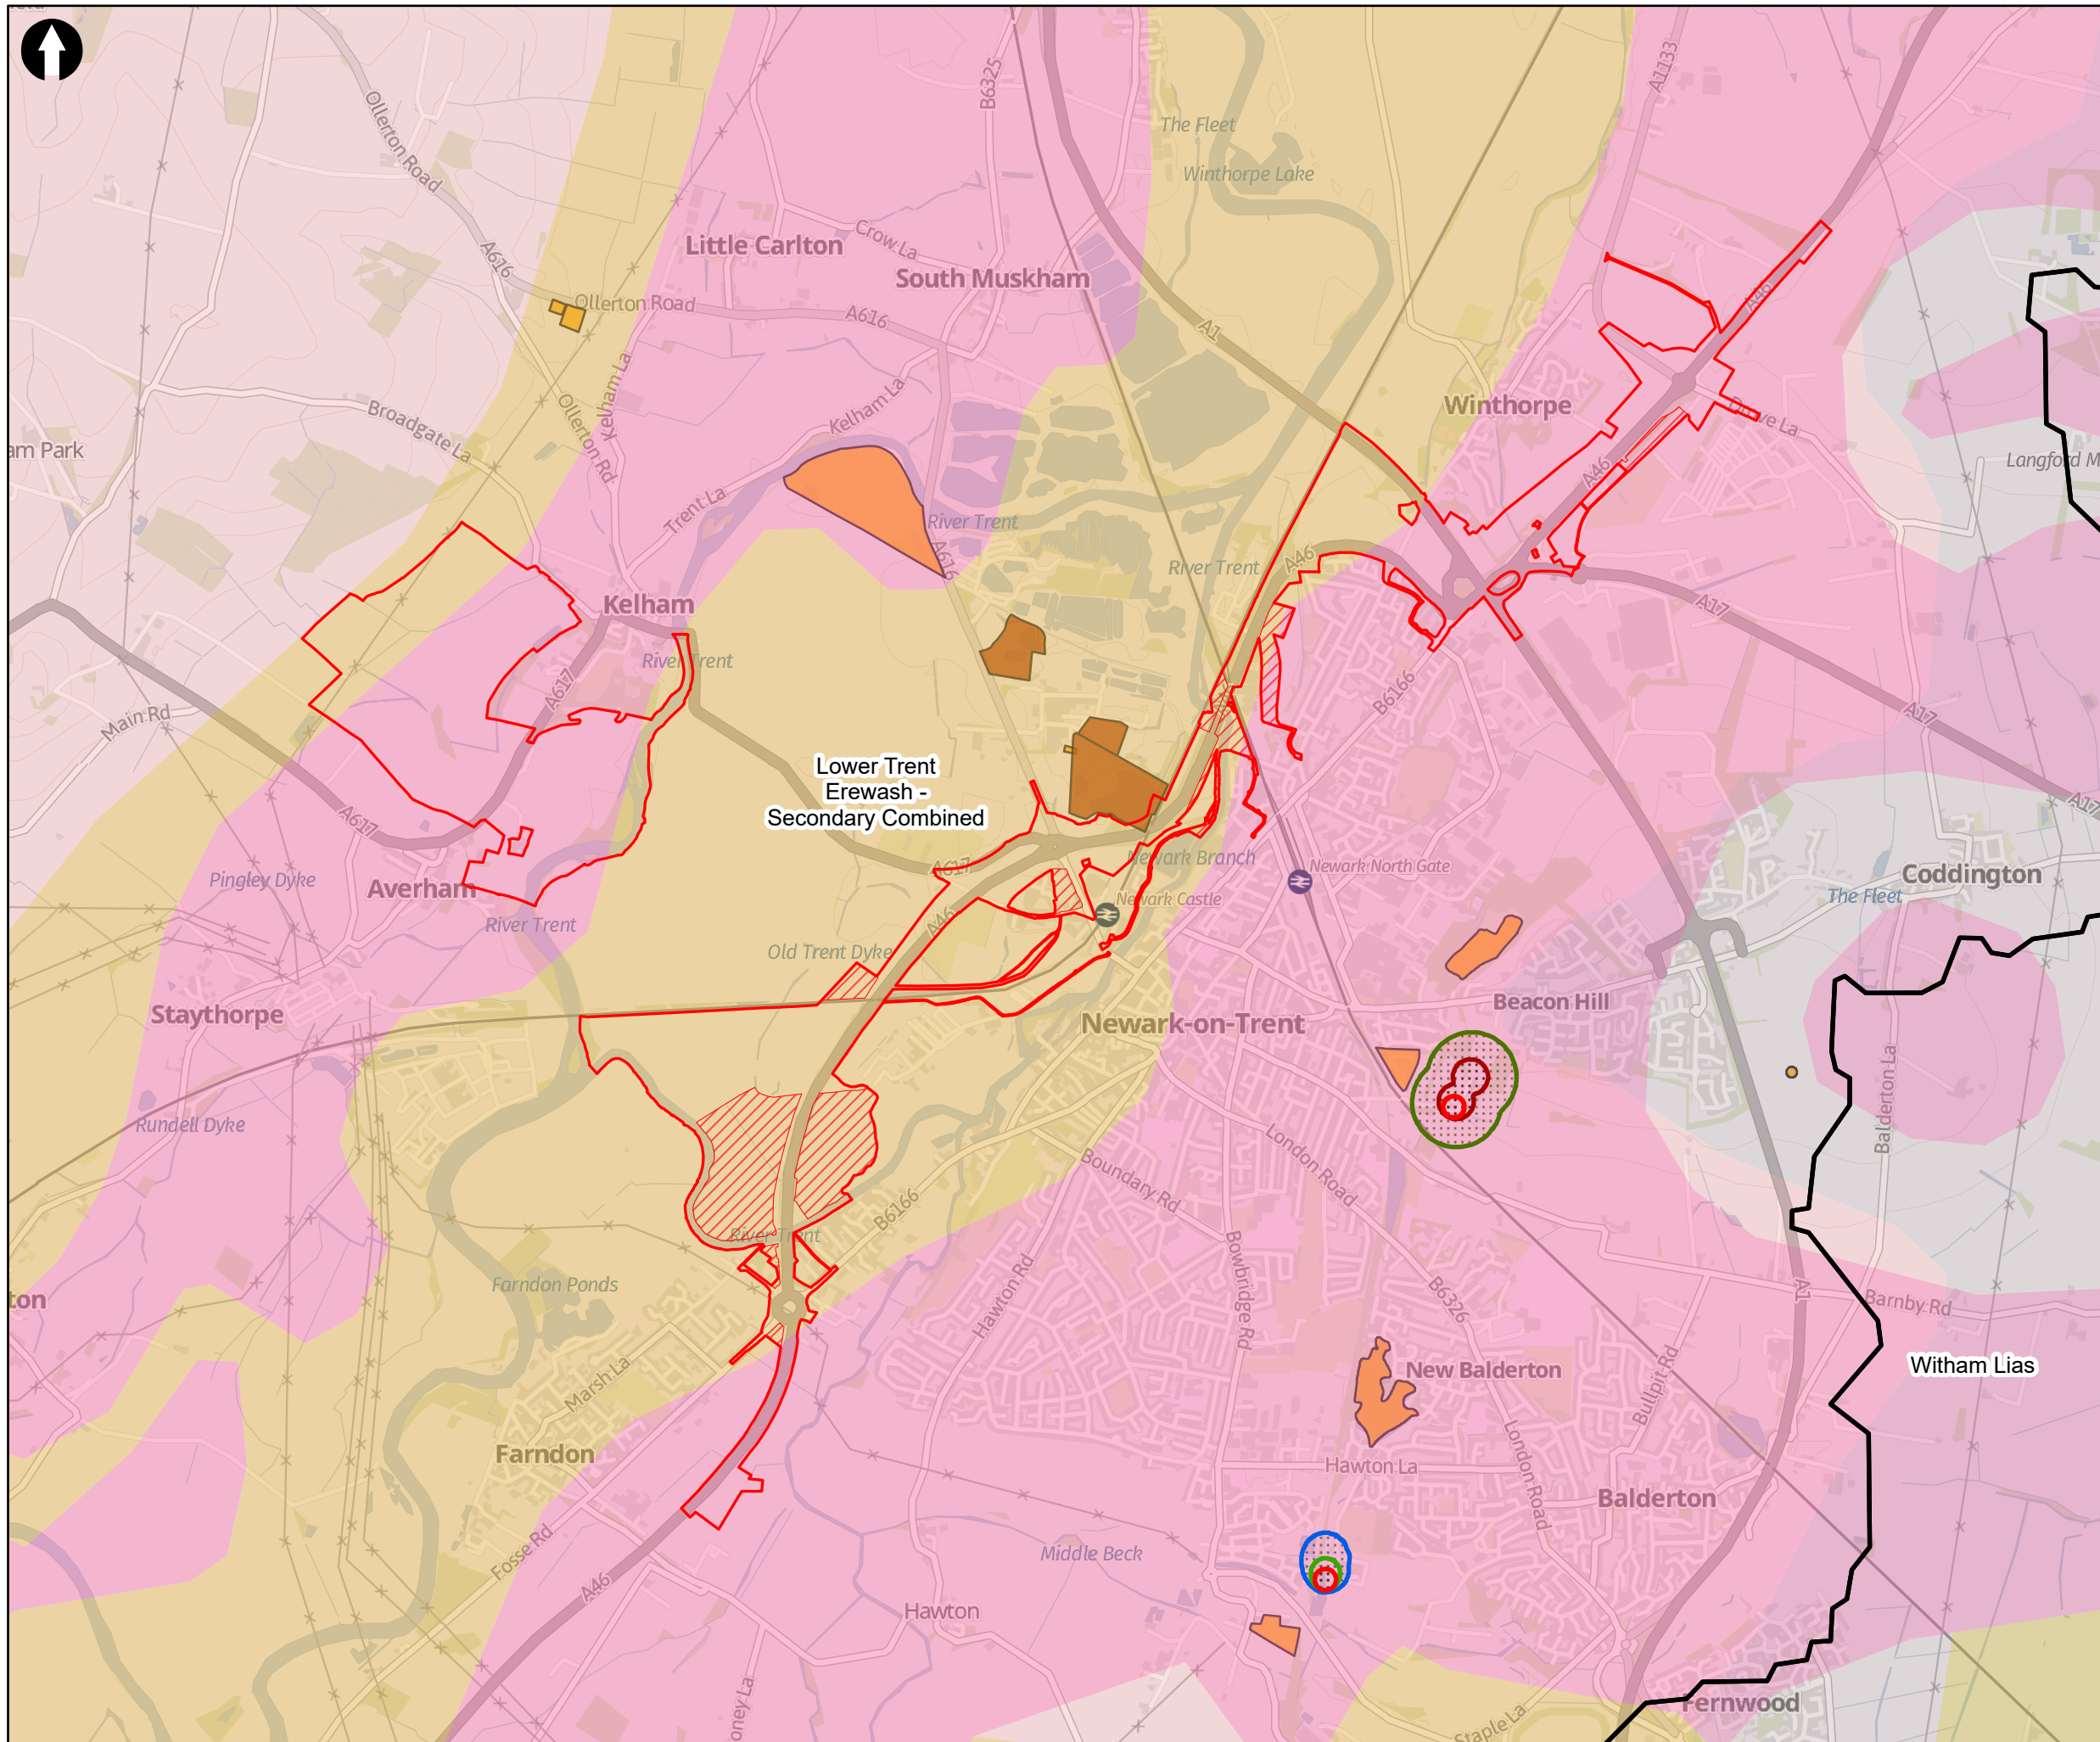 B6325
A1133
The Fleet
Winthorpe Lake
Ollerton Road
A616
Little Carlton
Crow La
South Muskham
Ollerton Road
A616
A1
A46
Kelham La
Kelham La
Winthorpe
Drove La
Broadgate La
Ollerton Rd
am Park
A46
Langford M
Trent La
River Trent
A616
A46
River Trent
Kelham
A17
River Trent
A617
B6166
Main Rd
A17
Lower Trent
Erewash -
Secondary Combined
A617
A17
Newark Branch
A617
Newark North Gate
Pingley Dyke
Averham
Newark Castle
Coddington
The Fleet
River Trent
A46
Old Trent Dyke
Staythorpe
Newark-on-Trent
Beacon Hill
Rundell Dyke
Balderton La
London Road
Boundary Rd
B6166
River Trent
Farndon Ponds
ton
Hawton Rd
Bowbridge Rd
B6326
A1
Barnby Rd
Marsh La
New Balderton
Bullpit Rd
Witham Lias
Farndon
Hawton La
London Road
Balderton
Fosse Rd
Middle Beck
A46
Hawton
oney La
Staple La
Fernwood